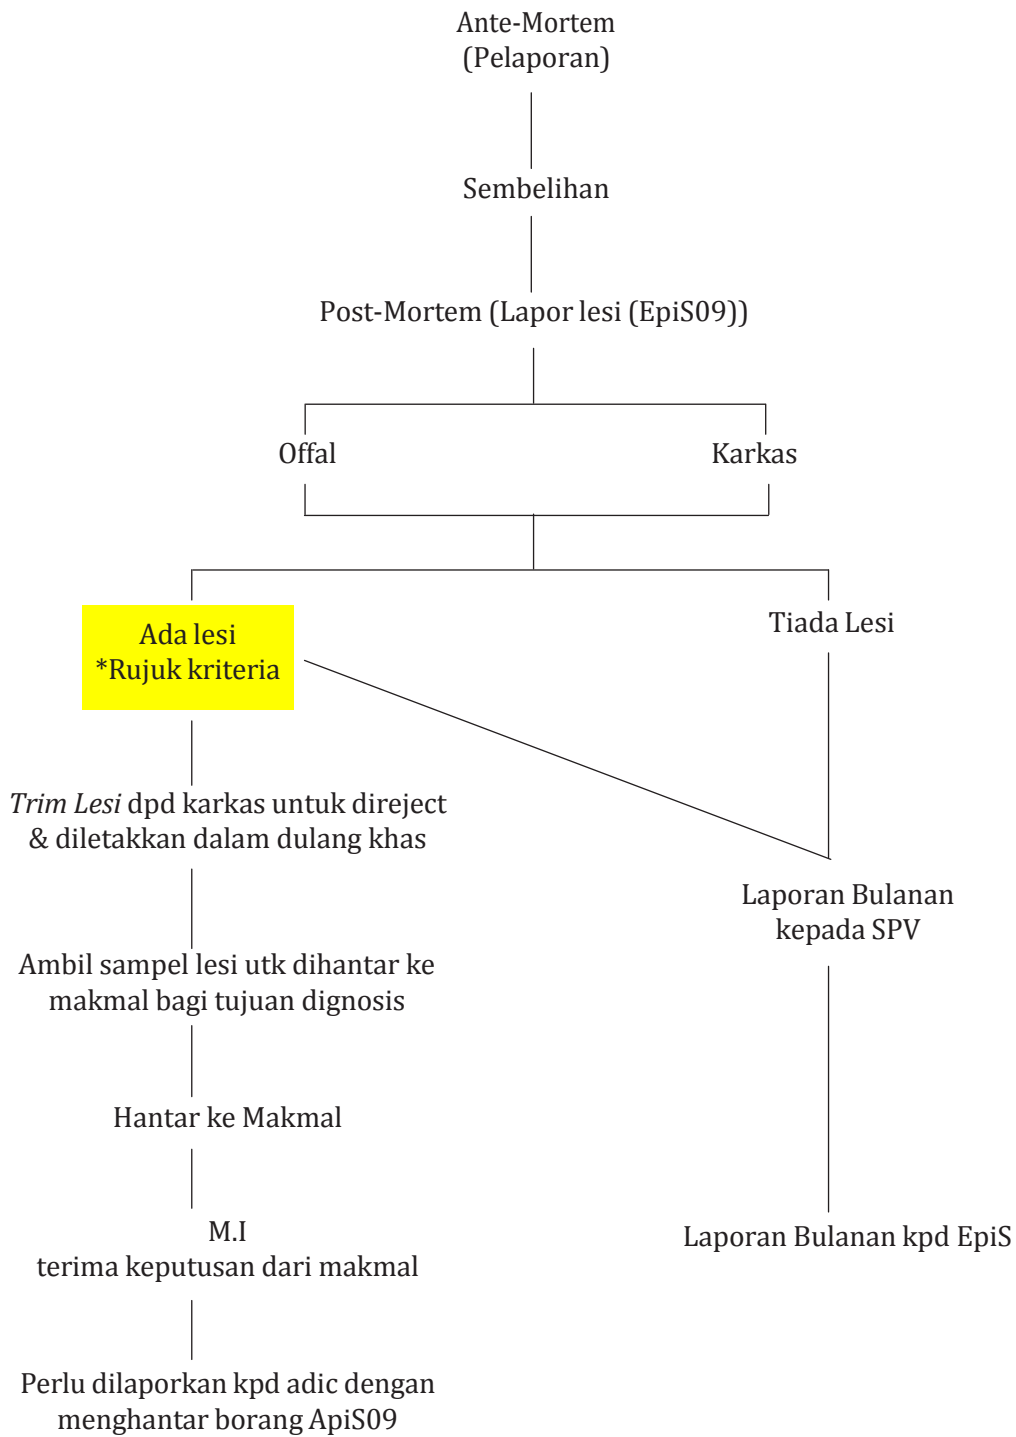 Ante-Mortem
(Pelaporan)
Sembelihan
Post-Mortem (Lapor lesi (EpiS09))
Offal
Karkas
Ada lesi
*Rujuk kriteria
Tiada Lesi
Trim Lesi dpd karkas untuk direject
& diletakkan dalam dulang khas
Laporan Bulanan
kepada SPV
Ambil sampel lesi utk dihantar ke
makmal bagi tujuan dignosis
Hantar ke Makmal
M.I
terima keputusan dari makmal
Laporan Bulanan kpd EpiS
Perlu dilaporkan kpd adic dengan
menghantar borang ApiS09